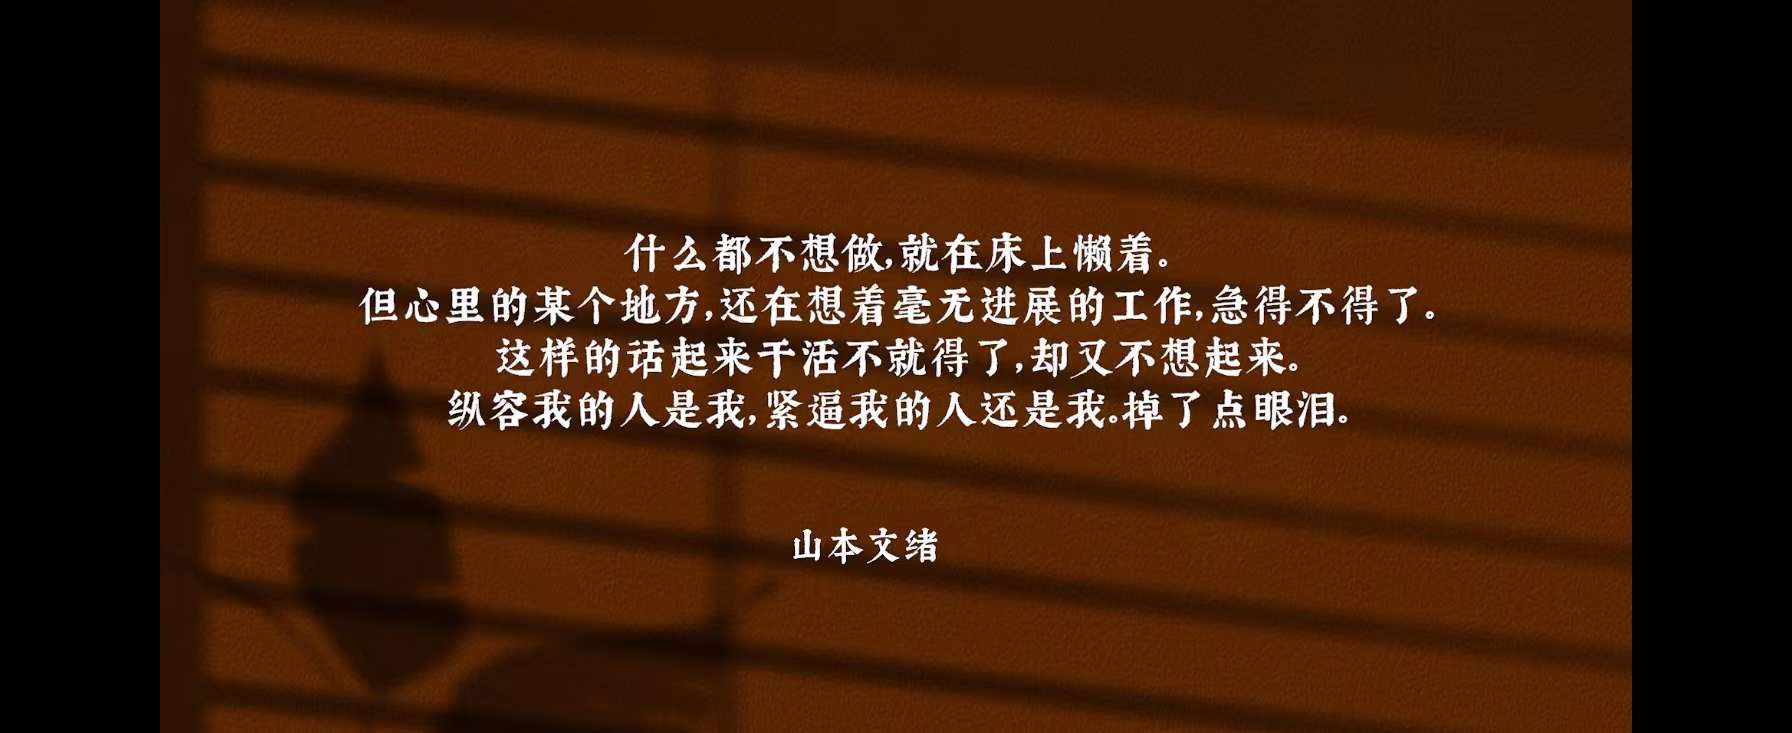 什么都不想做,就在床上懒着。
但心里的某个地方,还在想着毫无进展的工作,急得不得了。
这样的话起来干活不就得了,却又不想起来。
纵容我的人是我,紧逼我的人还是我。掉了点眼泪。
山本文绪